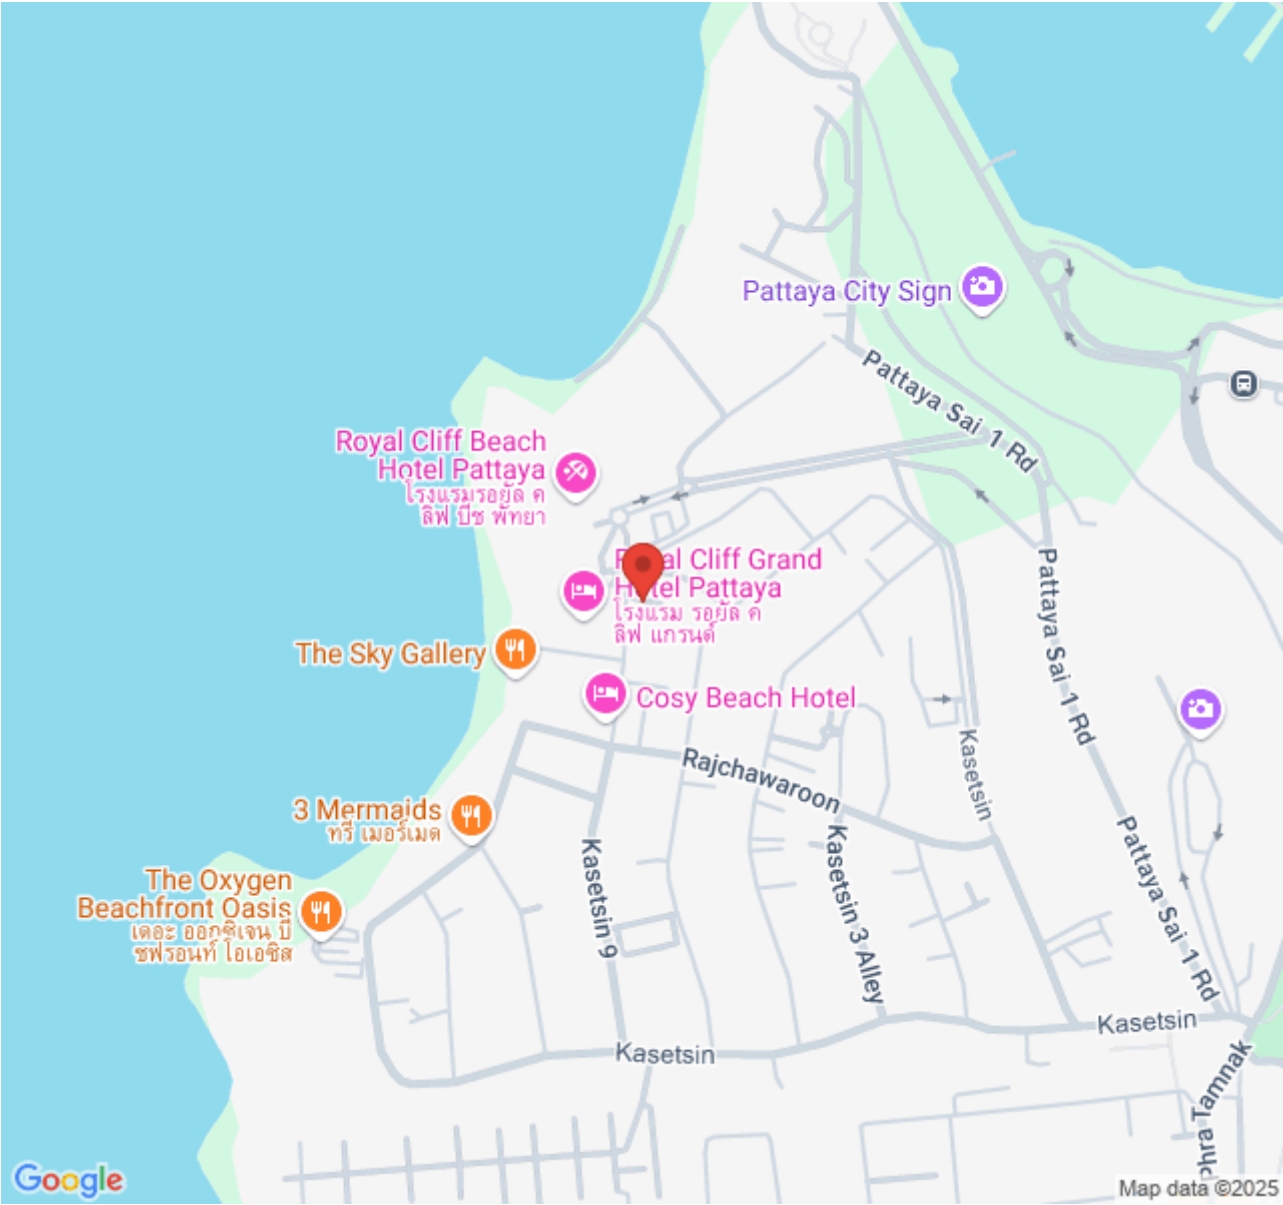 Pattaya City Sign
Pattaya Sai 1 Rd
Royal Cliff Beach
Hotel Pattaya
โรงแรมรอยัล ค
ลิฟ บีช พัทยา
Royal Cliff Grand
Hotel Pattaya
โรงแรม รอยัล ค
ลิฟ แกรนด์
Pattaya Sai 1 Rd
The Sky Gallery
Cosy Beach Hotel
Rajchawaroon
Kasetsin
3 Mermaids
ทรี เมอร์เมด
Kasetsin 9
Kasetsin 3 Alley
Pattaya Sai 1 Rd
The Oxygen
Beachfront Oasis
เดอะ ออกซิเจน บี
ชฟรอนท์ โอเอซิส
Kasetsin
Kasetsin
Tamnak
Google
Map data ©2025